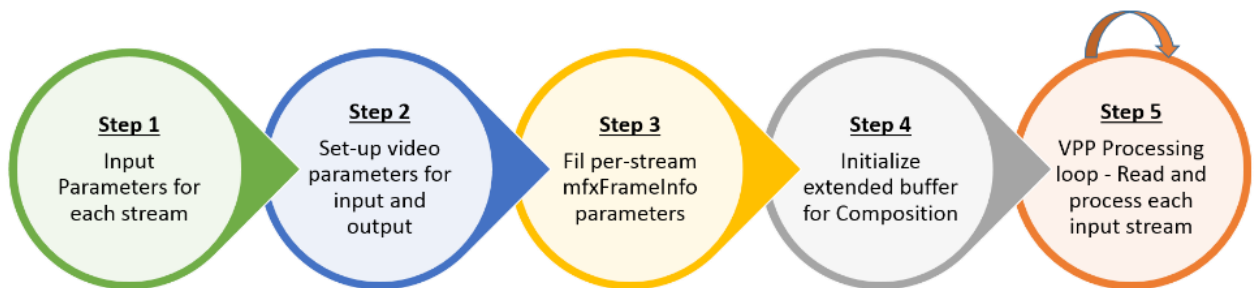 Step 1
Input
Parameters for
each stream
Step 2
Set-up video
parameters for
input and
output
Step 3
Fil per-stream
mfxFrameInfo
parameters
Step 4
Initialize
extended buffer
for Composition
Step 5
VPP Processing
loop - Read and
process each
input stream